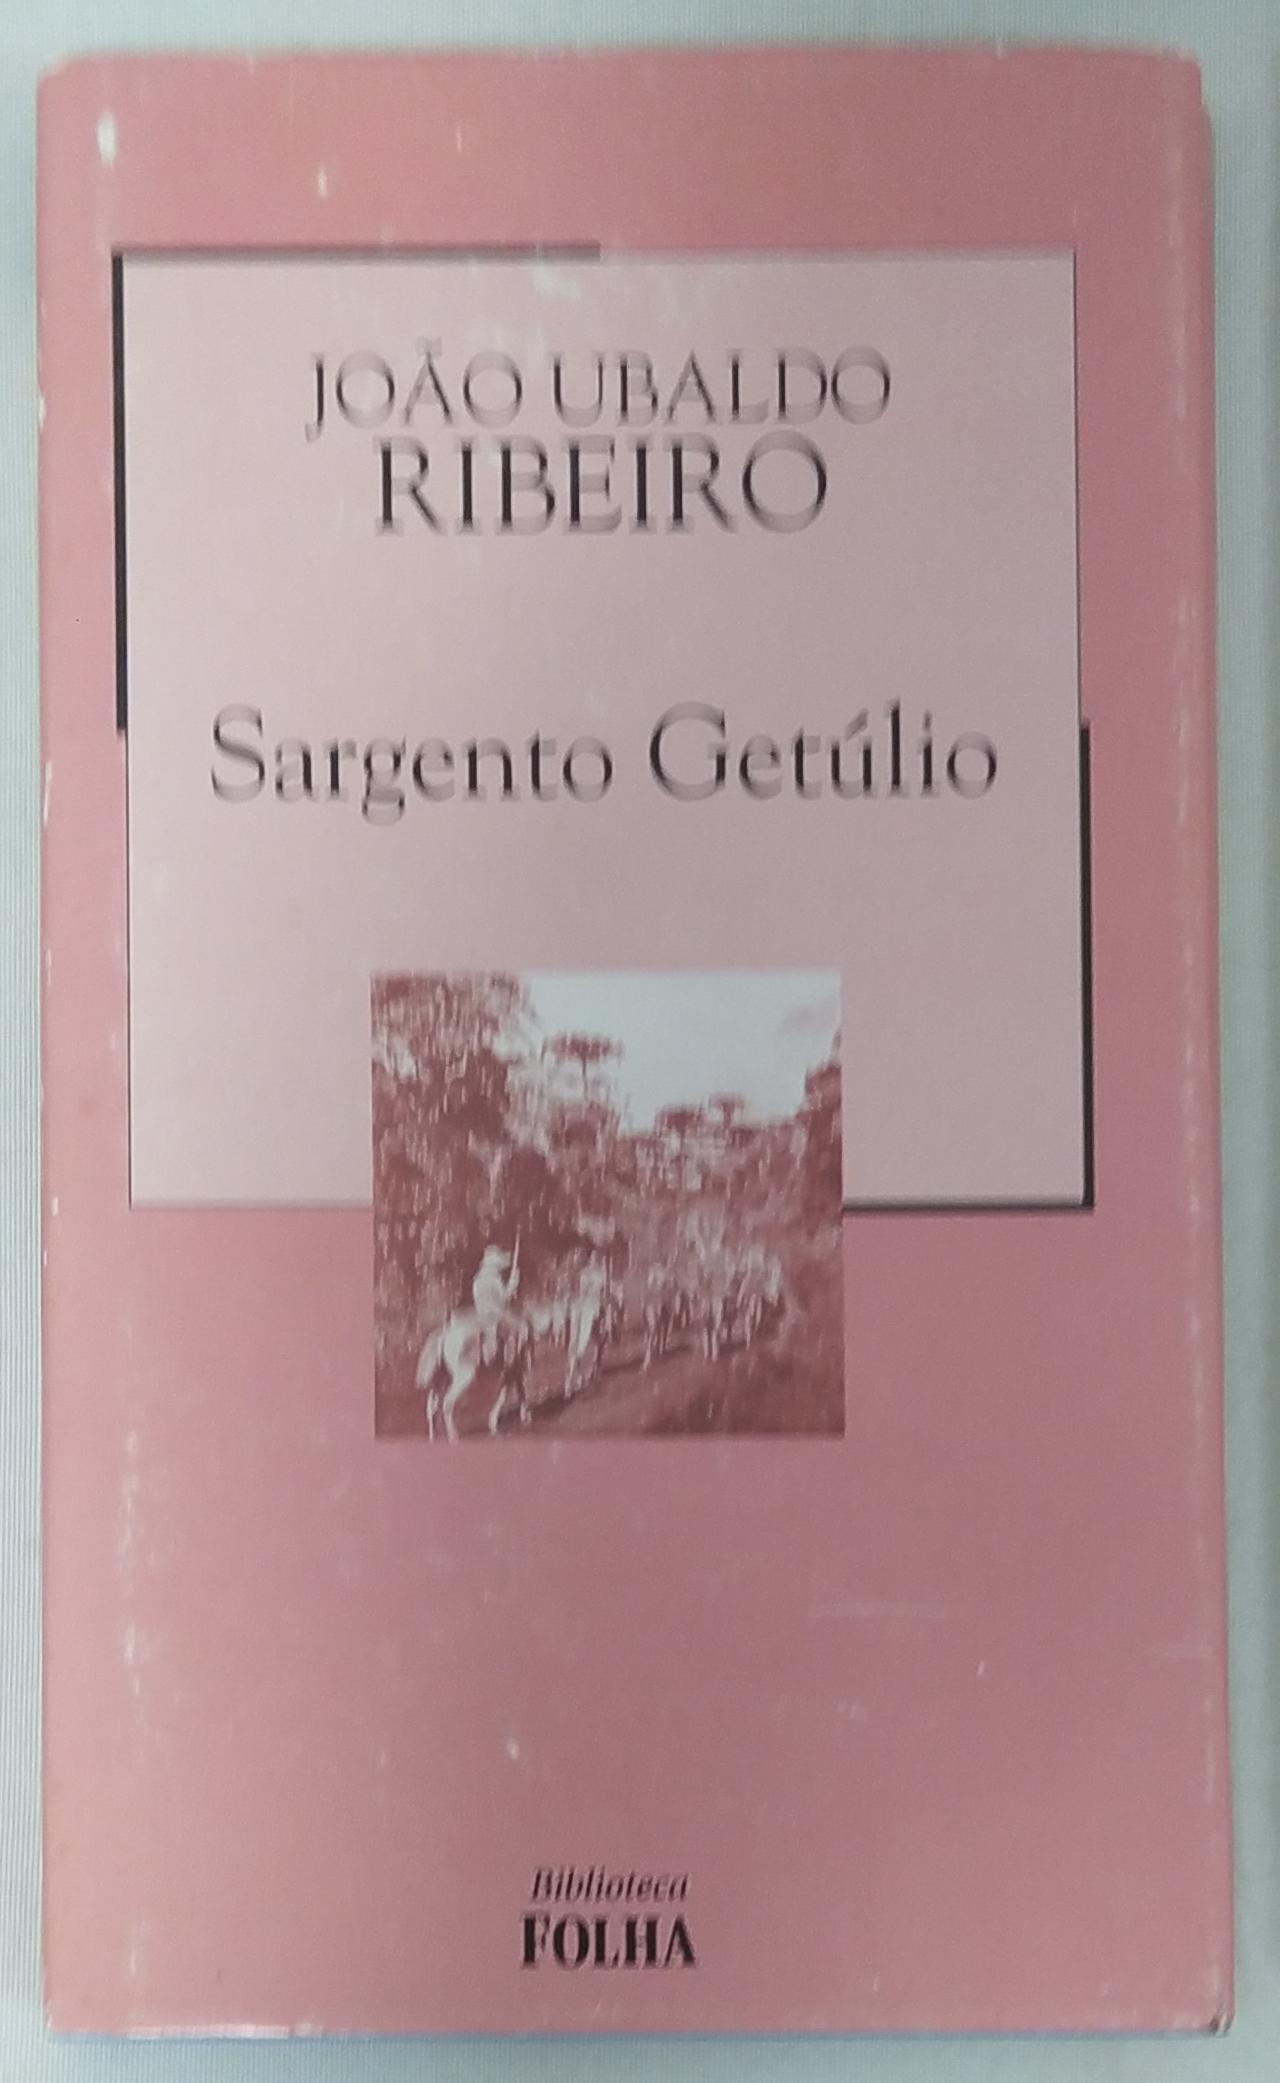 JOÃO UBALDO
RIBEIRO
Sargento Getúlio
Biblioteca
FOLHA